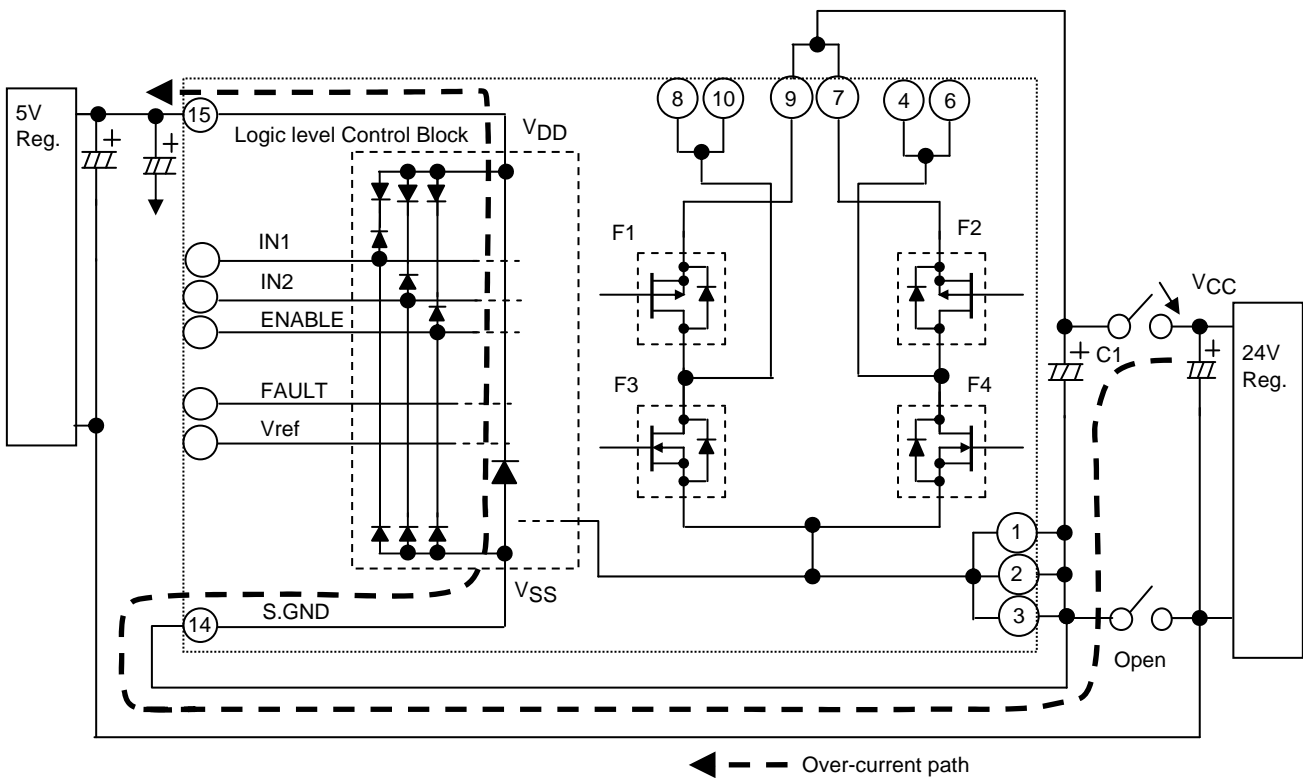 8
10
9
7
4
6
5V
Reg.
+
+
15
Logic level Control Block
VDD
IN1
IN2
ENABLE
FAULT
Vref
F1
F2
F3
F4
VCC
+ C1
+
24V
Reg.
1
2
3
Open
VSS
14
S.GND
Over-current path